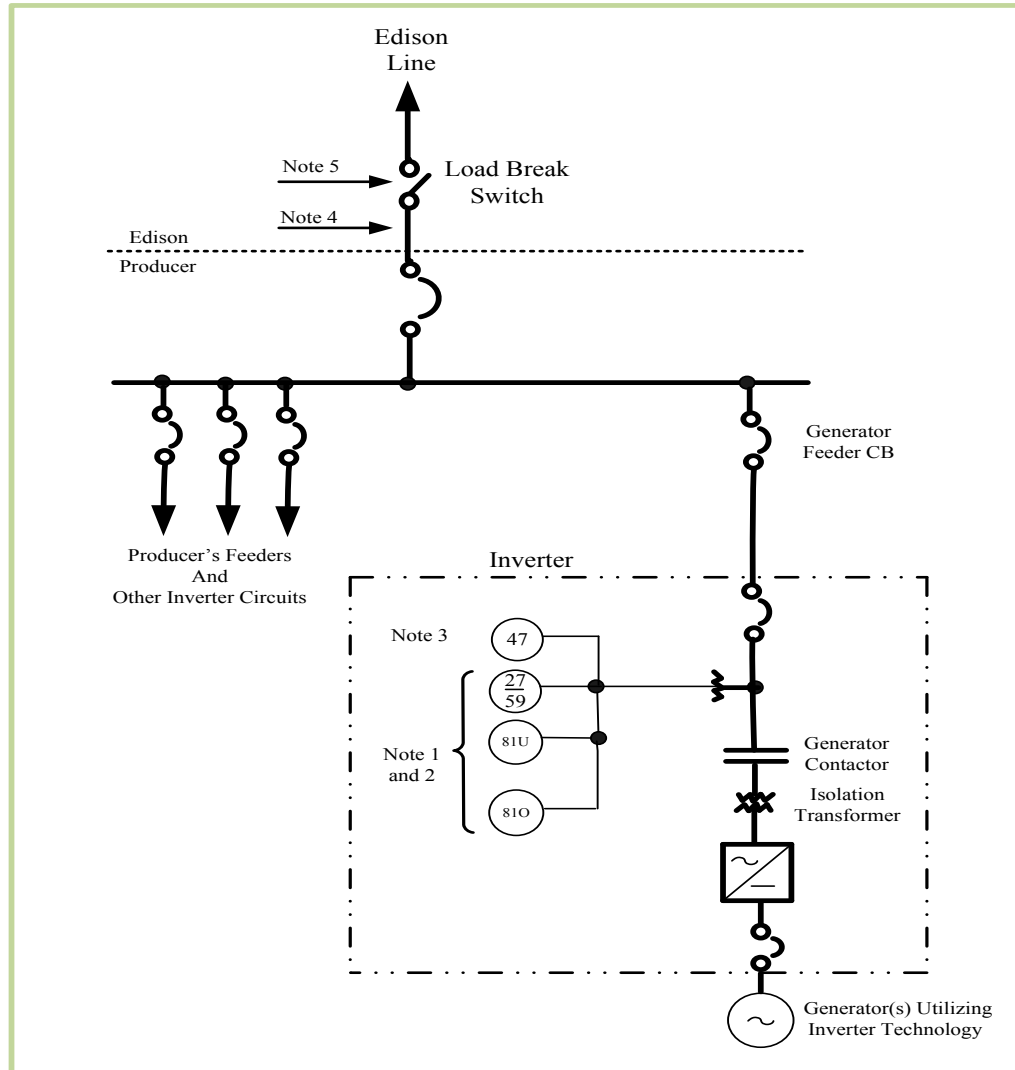 Edison
Line
Note 5
Load Break
Switch
Note 4
Edison
Producer
Generator
Feeder CB
Producer’s Feeders
And
Other Inverter Circuits
Inverter
Note 3
47
27
59
81U
Note 1
and 2
81O
Generator
Contactor
Isolation
Transformer
Generator(s) Utilizing
Inverter Technology